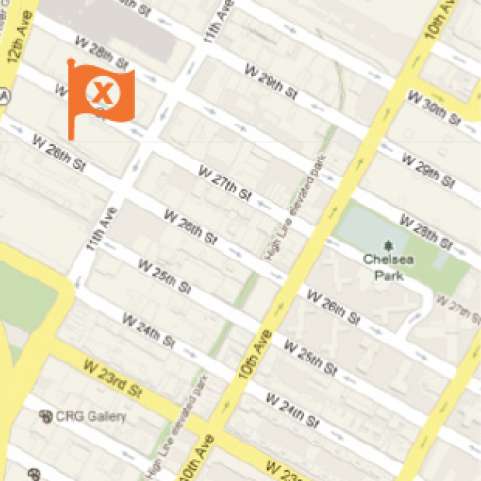 12th Ave
11th Ave
10th Ave
W 28th St
W 29th St
W 30th St
X
W 26th St
W 29th St
W 27th St
High Line elevated park
W 28th St
11th Ave
W 26th St
Chelsea
Park
W 25th St
W 26th St
W 27th St
W 24th St
10th Ave
W 25th St
W 23rd St
High Line elevated park
W 24th St
CRG Gallery
10th Ave